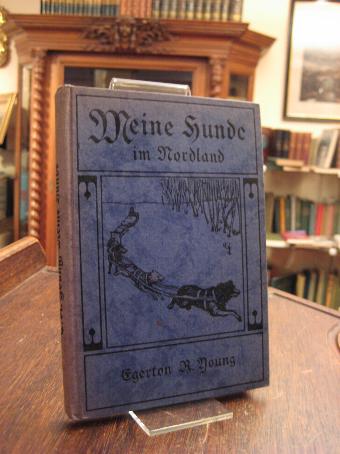 Meine Hunde
im Nordland
Egerton R. Young